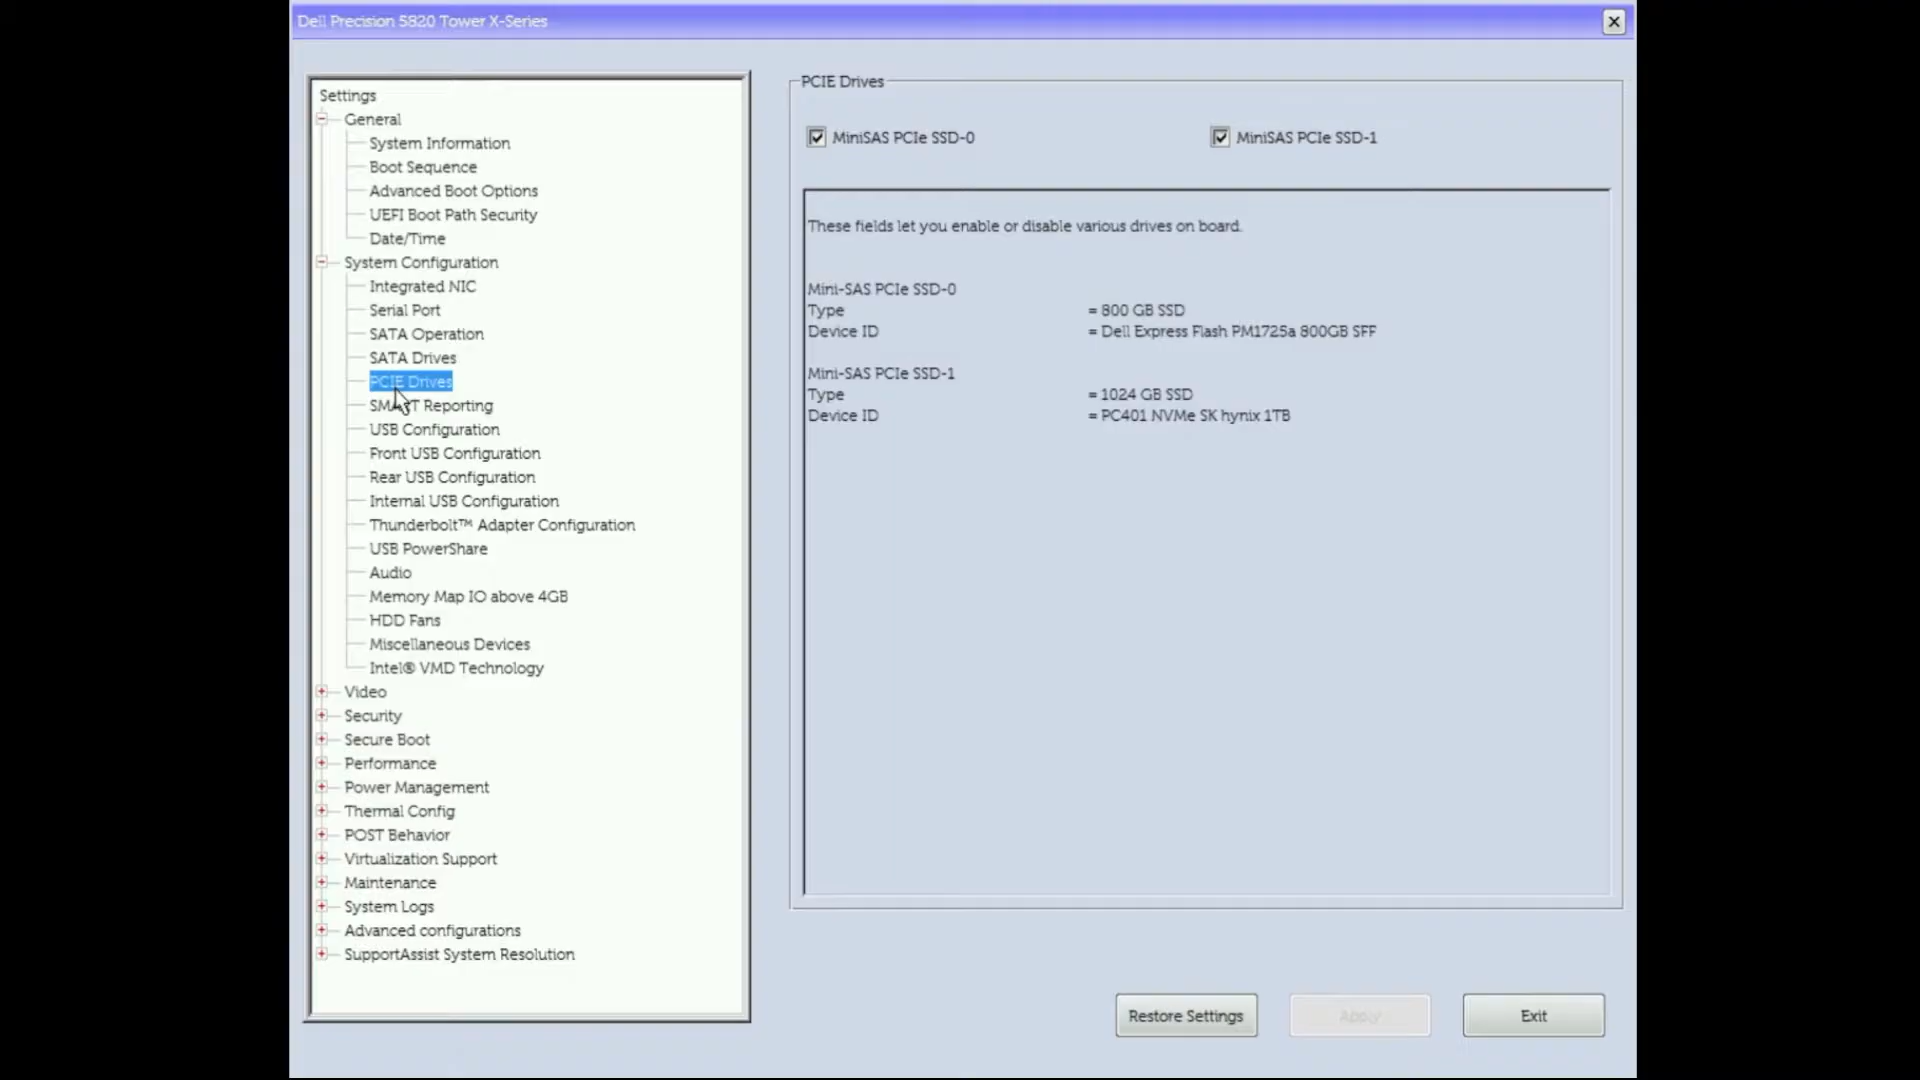 Dell Precision 5820 Tower X-Series
Settings
General
System Information
Boot Sequence
Advanced Boot Options
UEFI Boot Path Security
Date/Time
System Configuration
Integrated NIC
Serial Port
SATA Operation
SATA Drives
PCIE Drives
SMART Reporting
USB Configuration
Front USB Configuration
Rear USB Configuration
Internal USB Configuration
Thunderbolt™ Adapter Configuration
USB PowerShare
Audio
Memory Map IO above 4GB
HDD Fans
Miscellaneous Devices
Intel® VMD Technology
Video
Security
Secure Boot
Performance
Power Management
Thermal Config
POST Behavior
Virtualization Support
Maintenance
System Logs
Advanced configurations
SupportAssist System Resolution
PCIE Drives
MiniSAS PCIe SSD-0 MiniSAS PCIe SSD-1
These fields let you enable or disable various drives on board.
Mini-SAS PCIe SSD-0
Type = 800 GB SSD
Device ID = Dell Express Flash PM1725a 800GB SFF
Mini-SAS PCIe SSD-1
Type = 1024 GB SSD
Device ID = PC401 NVMe SK hynix 1TB
Restore Settings Apply Exit